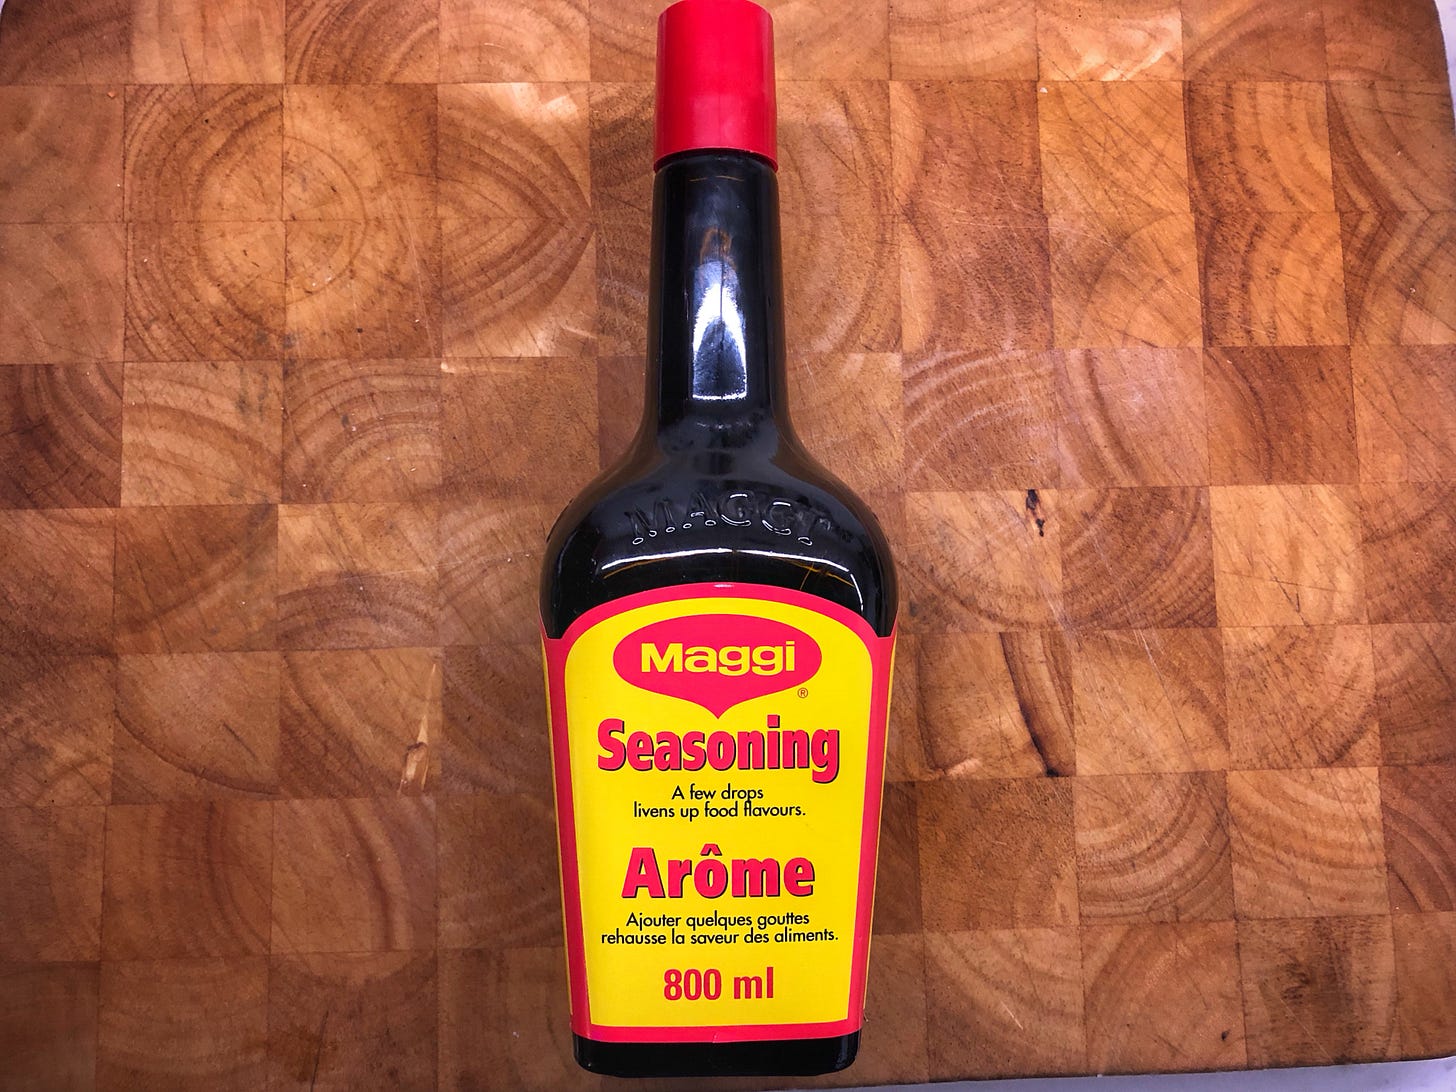 MAGGI
Maggi
®
Seasoning
A few drops
livens up food flavours.
Arôme
Ajouter quelques gouttes
rehausse la saveur des aliments.
800 ml